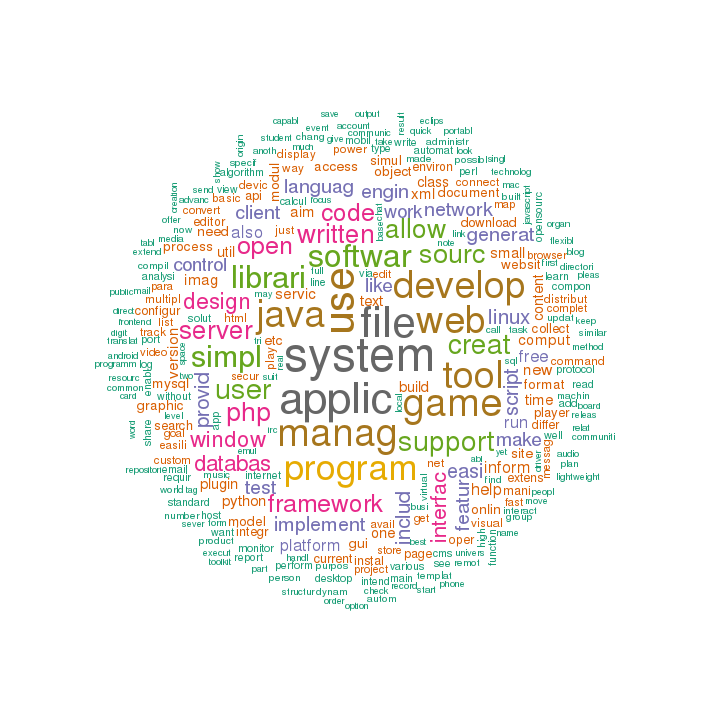 save output
capabl
event account result eclips
student chang give communic quick portabl
origin anoth much mobil take write administr
display power type made automat look
specif way access simul environ possibl singl
algorithm modul object perl technolog
show devic languag engin class connect mac
send view xml document built javascript
creation advanc basic api calcul focus map opensourc
convert client aim code work network download link organ
offer editor written base chat allow generat flexibl
now need also just note small
tabl media process util open softwar sourc websit browser first blog
extend control full via edit like directori
compil imag librari line learn compon
analysi servic text content
public mail para may develop distribut
multipl design use linux complet
direct configur java file web updat keep
frontend solut html server call task collect
translat list port etc creat comput similar
track tri method
android version video space simpl play system free
programm log enabl real sql command
resourc two user suit tool new protocol
common mysql provid applic script format read
card without build time machin
graphic app php local game add board
level player releas
word share search irc manag run differ relat
goal window support make well communiti
easili emul net site messag audio
custom databas program easi inform driver plan
repositori email music abl extens
requir plugin internet virtual find help mani peopl lightweight
world tag test framework featur fast move
standard python busi onlin interact
number host model implement includ get interfac visual group
sever form avail yet name
want integr one best oper high function
product gui page cms univers
monitor platform store see remot
execut report handl current instal
toolkit perform purpos project various templat
part person desktop intend main phone
check record start
structur dynam autom
order option